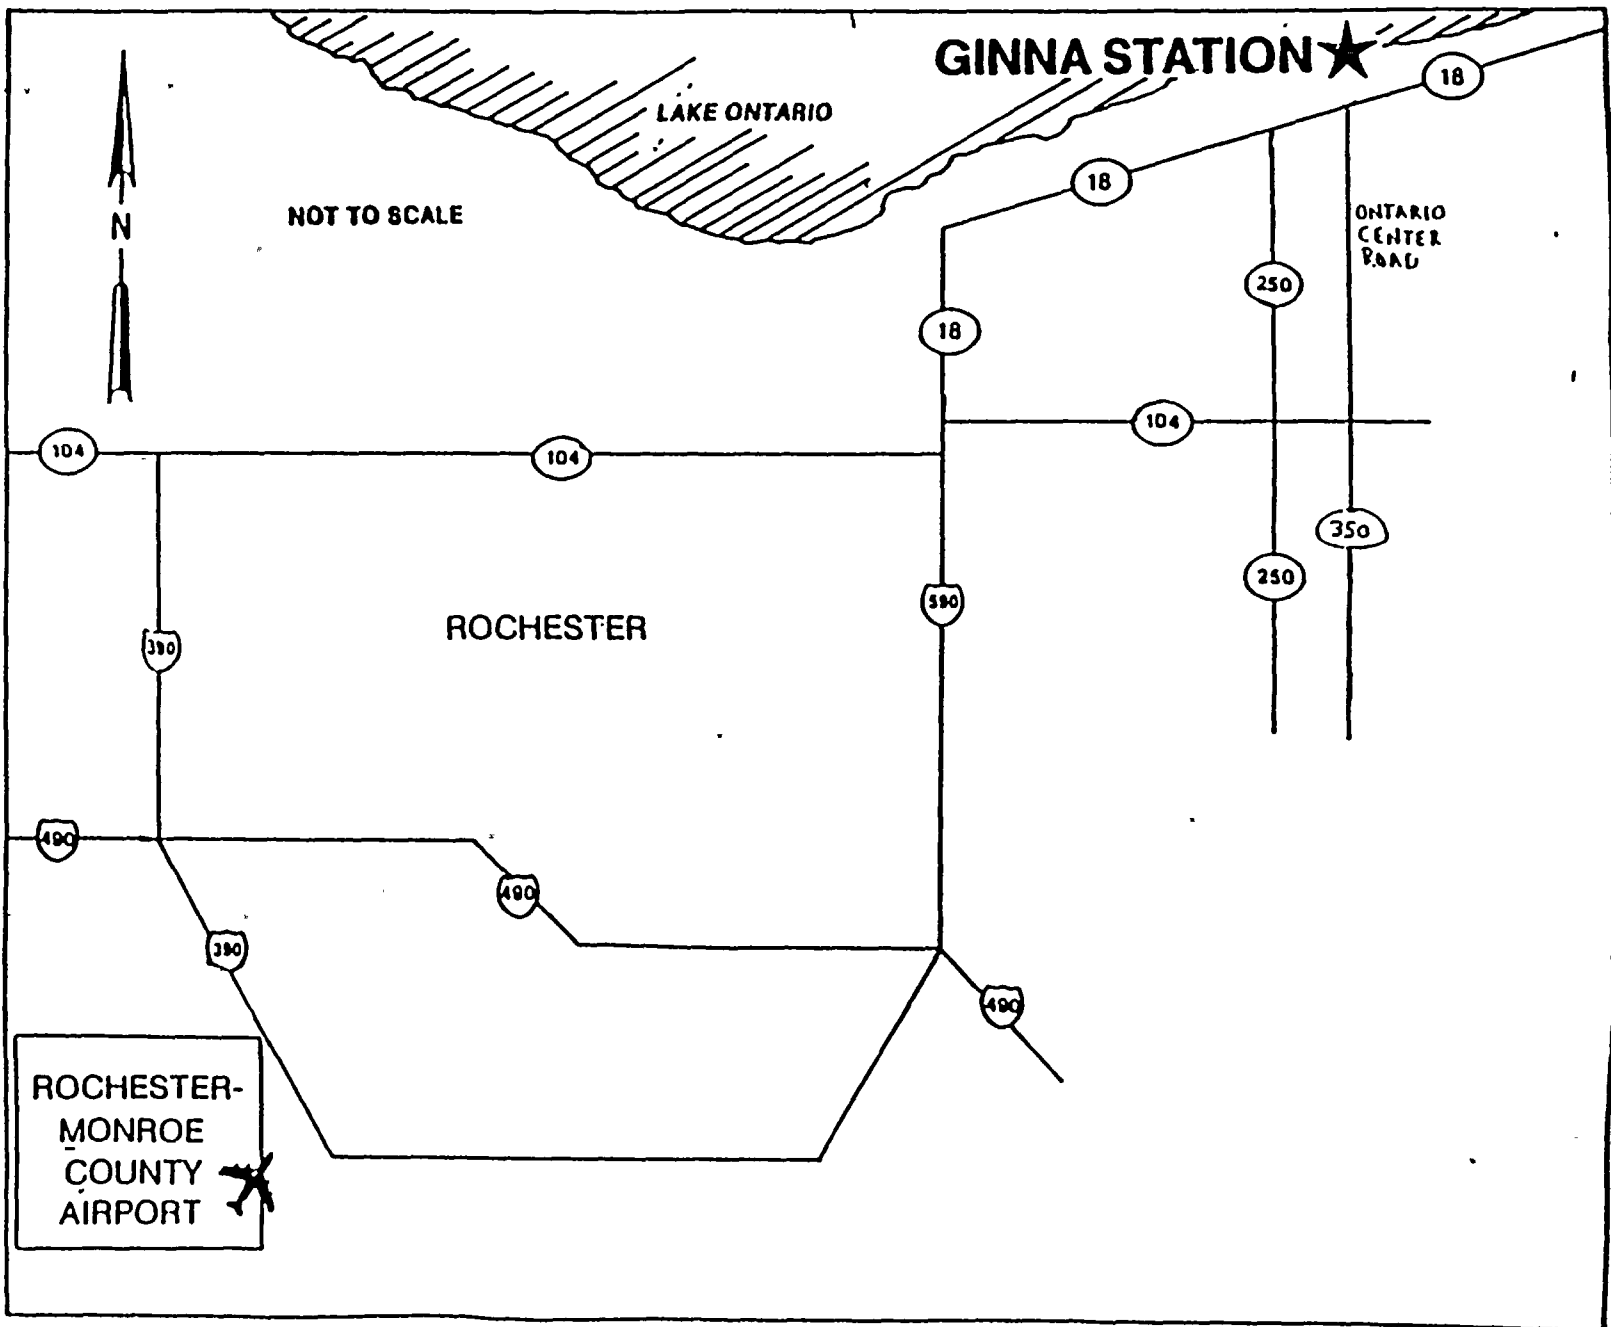 GINNA STATION
18
LAKE ONTARIO
18
N
NOT TO SCALE
ONTARIO
CENTER
ROAD
250
18
104
104
104
350
250
590
ROCHESTER
390
490
490
390
490
ROCHESTER-
MONROE
COUNTY
AIRPORT